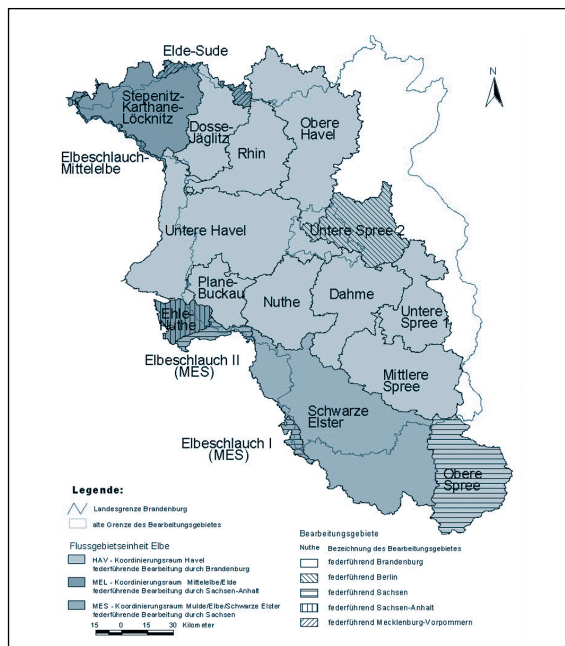 Elde-Sude
N
Stepenitz-
Karthane-
Löcknitz
Obere
Havel
Dosse-
Jäglitz
Rhin
Elbeschlauch-
Mittelelbe
Untere Havel
Untere Spree 2
Plane-
Buckau
Nuthe
Dahme
Untere
Spree 1
Ehle-
Nuthe
Elbeschlauch II
(MES)
Mittlere
Spree
Schwarze
Elster
Elbeschlauch I
(MES)
Obere
Spree
Legende:
Landesgrenze Brandenburg
alte Grenze des Bearbeitungsgebietes
Flussgebietseinheit Elbe
HAV - Koordinierungsraum Havel
federführende Bearbeitung durch Brandenburg
MEL - Koordinierungsraum Mittelelbe/Elde
federführende Bearbeitung durch Sachsen-Anhalt
MES - Koordinierungsraum Mulde/Elbe/Schwarze Elster
federführende Bearbeitung durch Sachsen
15 0 15 30 Kilometer
Bearbeitungsgebiete
Nuthe Bezeichnung des Bearbeitungsgebietes
federführend Brandenburg
federführend Berlin
federführend Sachsen
federführend Sachsen-Anhalt
federführend Mecklenburg-Vorpommern